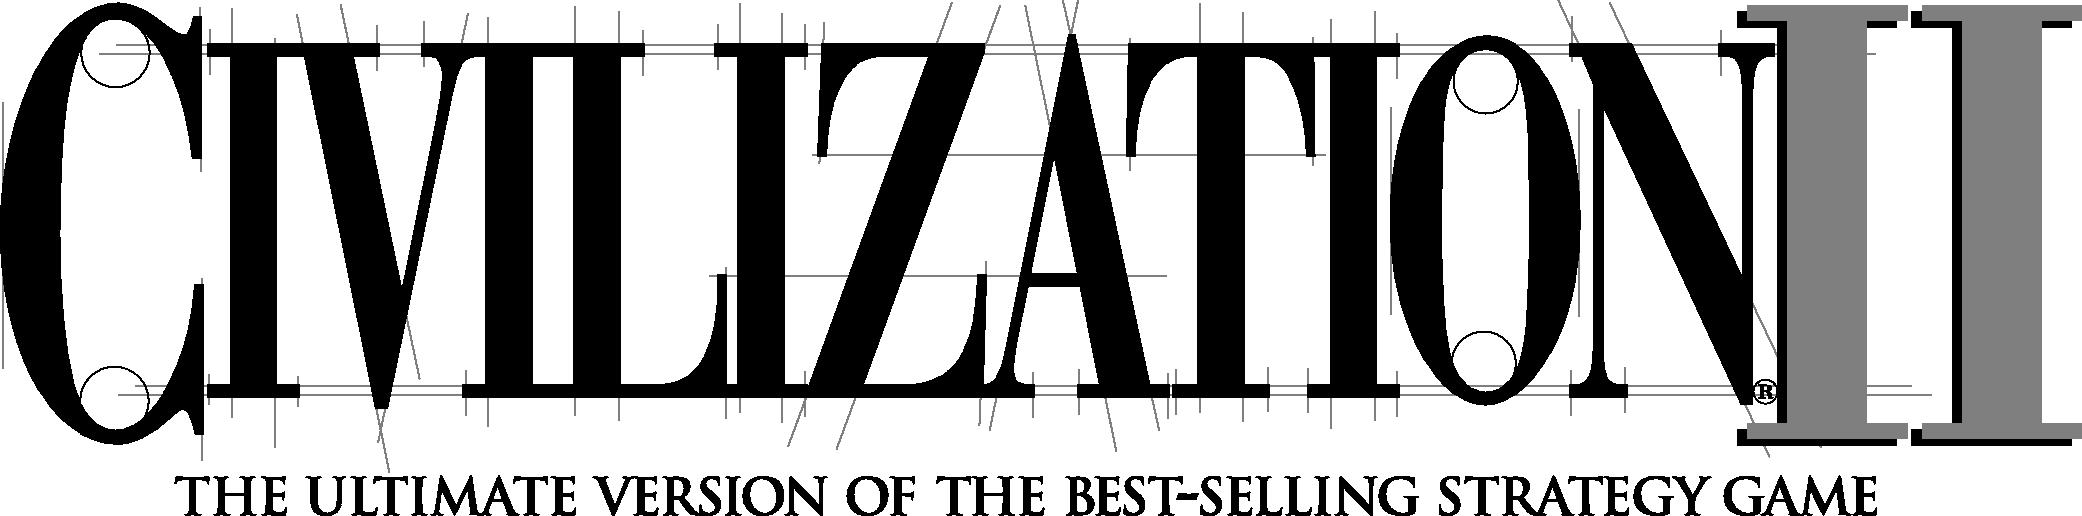 CIVILIZATION® II
THE ULTIMATE VERSION OF THE BEST-SELLING STRATEGY GAME